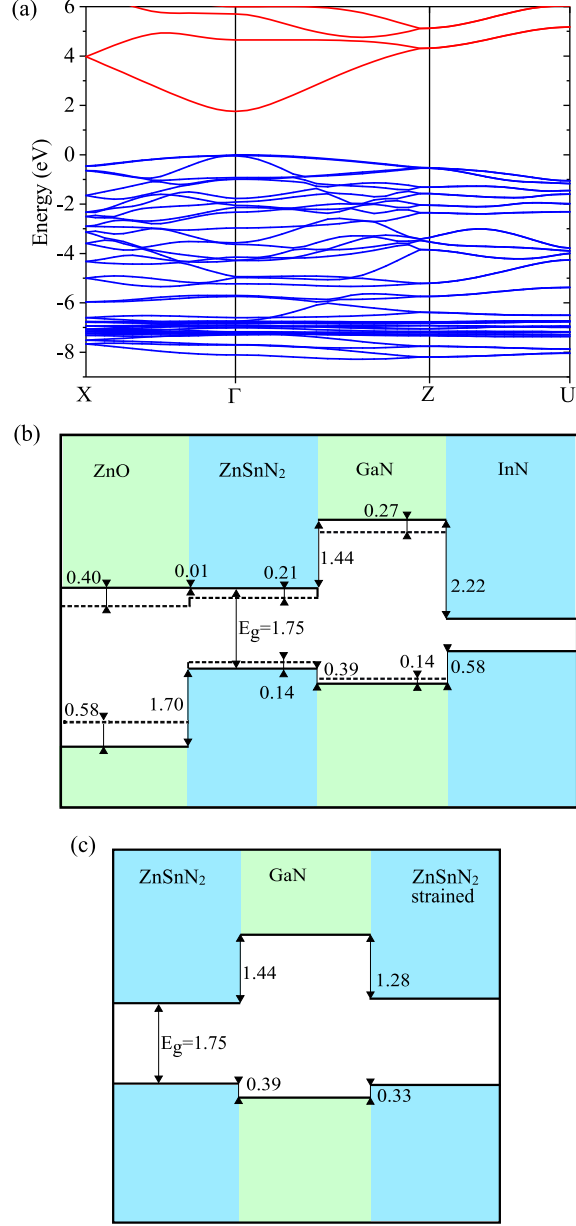 (a)
6
4
2
0
-2
-4
-6
-8
Energy (eV)
X
Γ
Z
U
(b)
ZnO
ZnSnN₂
GaN
InN
0.27
0.40
0.01
0.21
1.44
2.22
E_g=1.75
0.58
1.70
0.14
0.39
0.14
0.58
(c)
ZnSnN₂
GaN
ZnSnN₂
strained
1.44
1.28
E_g=1.75
0.39
0.33